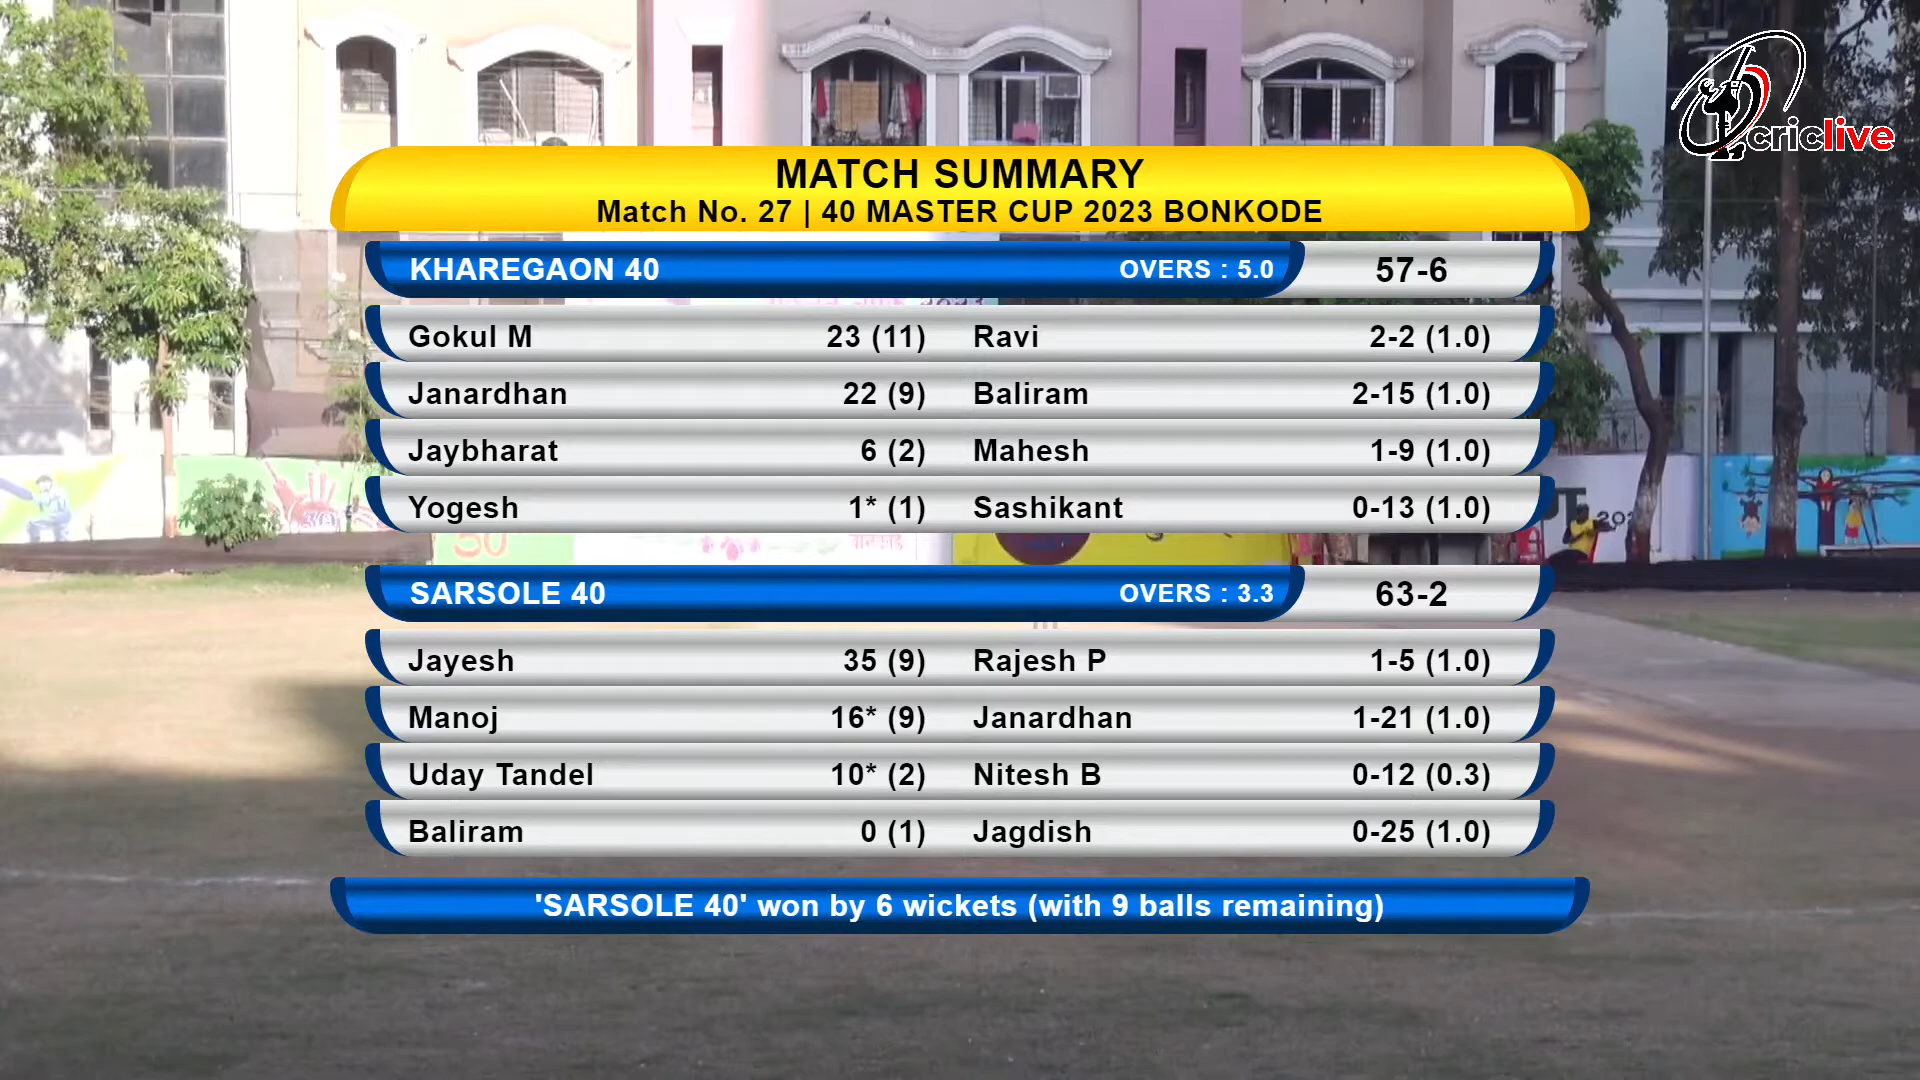 criclive
MATCH SUMMARY
Match No. 27 | 40 MASTER CUP 2023 BONKODE
KHAREGAON 40 OVERS : 5.0 57-6
Gokul M 23 (11) Ravi 2-2 (1.0)
Janardhan 22 (9) Baliram 2-15 (1.0)
Jaybharat 6 (2) Mahesh 1-9 (1.0)
Yogesh 1* (1) Sashikant 0-13 (1.0)
50
SARSOLE 40 OVERS : 3.3 63-2
Jayesh 35 (9) Rajesh P 1-5 (1.0)
Manoj 16* (9) Janardhan 1-21 (1.0)
Uday Tandel 10* (2) Nitesh B 0-12 (0.3)
Baliram 0 (1) Jagdish 0-25 (1.0)
'SARSOLE 40' won by 6 wickets (with 9 balls remaining)